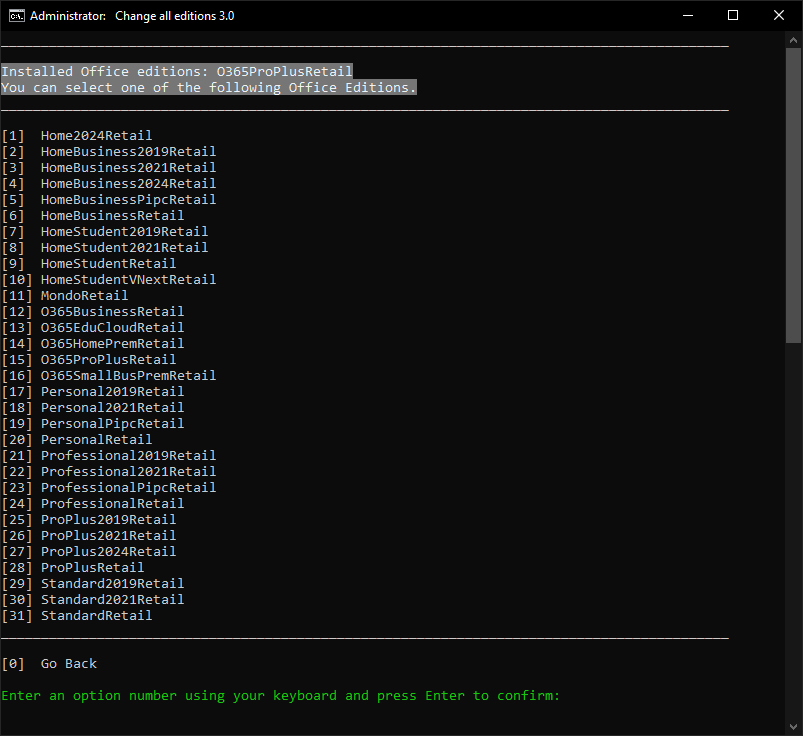 Administrator: Change all editions 3.0
Installed Office editions: O365ProPlusRetail
You can select one of the following Office Editions.
[1] Home2024Retail
[2] HomeBusiness2019Retail
[3] HomeBusiness2021Retail
[4] HomeBusiness2024Retail
[5] HomeBusinessPipcRetail
[6] HomeBusinessRetail
[7] HomeStudent2019Retail
[8] HomeStudent2021Retail
[9] HomeStudentRetail
[10] HomeStudentVNextRetail
[11] MondoRetail
[12] O365BusinessRetail
[13] O365EduCloudRetail
[14] O365HomePremRetail
[15] O365ProPlusRetail
[16] O365SmallBusPremRetail
[17] Personal2019Retail
[18] Personal2021Retail
[19] PersonalPipcRetail
[20] PersonalRetail
[21] Professional2019Retail
[22] Professional2021Retail
[23] ProfessionalPipcRetail
[24] ProfessionalRetail
[25] ProPlus2019Retail
[26] ProPlus2021Retail
[27] ProPlus2024Retail
[28] ProPlusRetail
[29] Standard2019Retail
[30] Standard2021Retail
[31] StandardRetail
[0] Go Back
Enter an option number using your keyboard and press Enter to confirm: